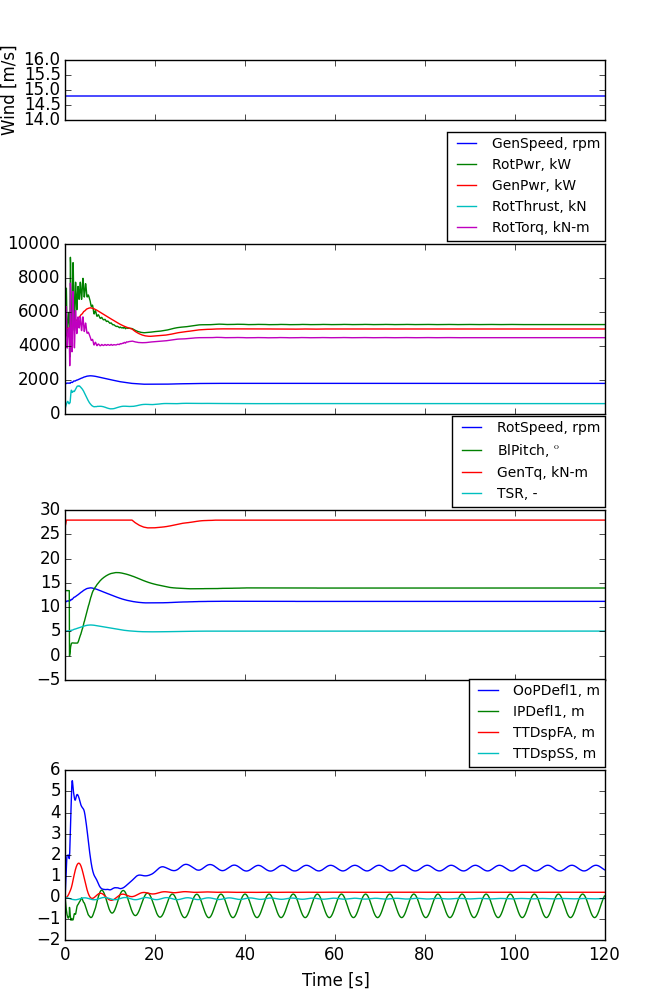 Wind [m/s]
16.0
15.5
15.0
14.5
14.0
GenSpeed, rpm
RotPwr, kW
GenPwr, kW
RotThrust, kN
RotTorq, kN-m
10000
8000
6000
4000
2000
0
RotSpeed, rpm
BlPitch, °
GenTq, kN-m
TSR, -
30
25
20
15
10
5
0
−5
OoPDefl1, m
IPDefl1, m
TTDspFA, m
TTDspSS, m
6
5
4
3
2
1
0
−1
−2
0 20 40 60 80 100 120
Time [s]